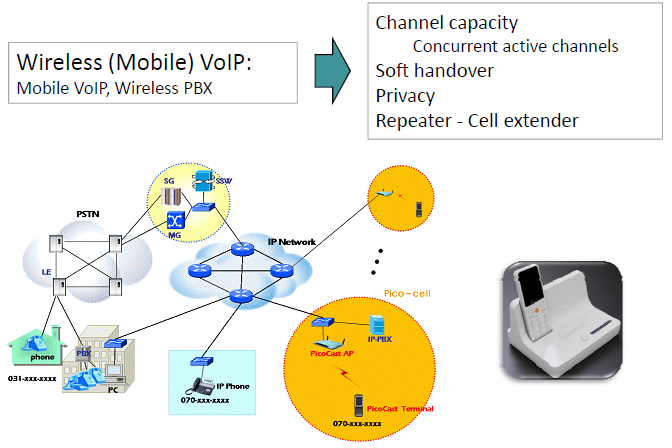 Wireless (Mobile) VoIP:
Mobile VoIP, Wireless PBX
Channel capacity
Concurrent active channels
Soft handover
Privacy
Repeater - Cell extender
SG
SSW
PSTN
MG
IP Network
LE
Pico-cell
phone
PBX
PC
031-xxx-xxxx
IP Phone
070-xxx-xxxx
PicoCast AP
IP-PBX
PicoCast Terminal
070-xxx-xxxx